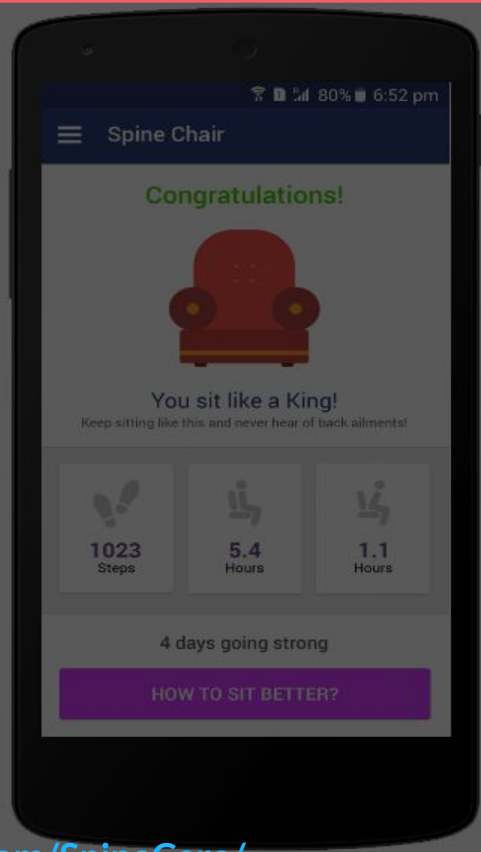 80% 6:52 pm
Spine Chair
Congratulations!
You sit like a King!
Keep sitting like this and never hear of back ailments!
1023
Steps
5.4
Hours
1.1
Hours
4 days going strong
HOW TO SIT BETTER?